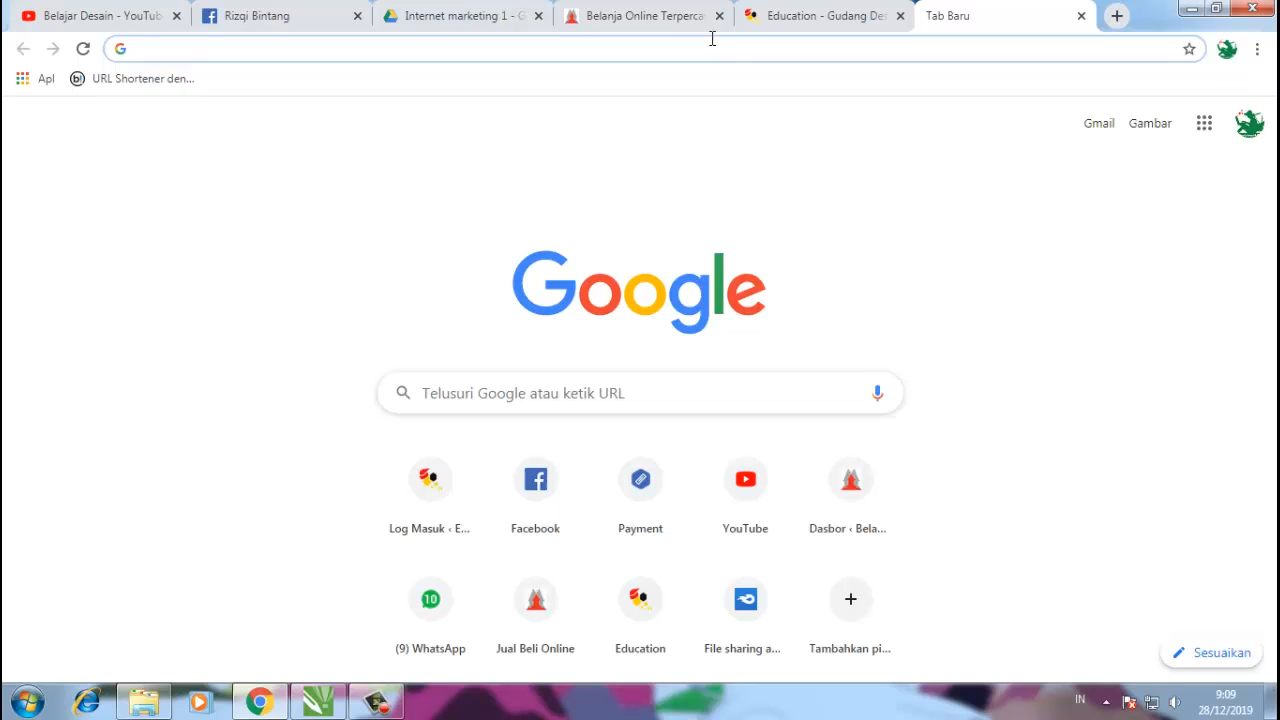 Belajar Desain - YouTub
Rizqi Bintang
Internet marketing 1 - G
Belanja Online Terperca
Education - Gudang Des
Tab Baru
Apl
URL Shortener den...
Gmail
Gambar
Google
Telusuri Google atau ketik URL
Log Masuk ‹ E...
Facebook
Payment
YouTube
Dasbor ‹ Bela...
10
(9) WhatsApp
Jual Beli Online
Education
File sharing a...
Tambahkan pi...
Sesuaikan
IN
9:09
28/12/2019